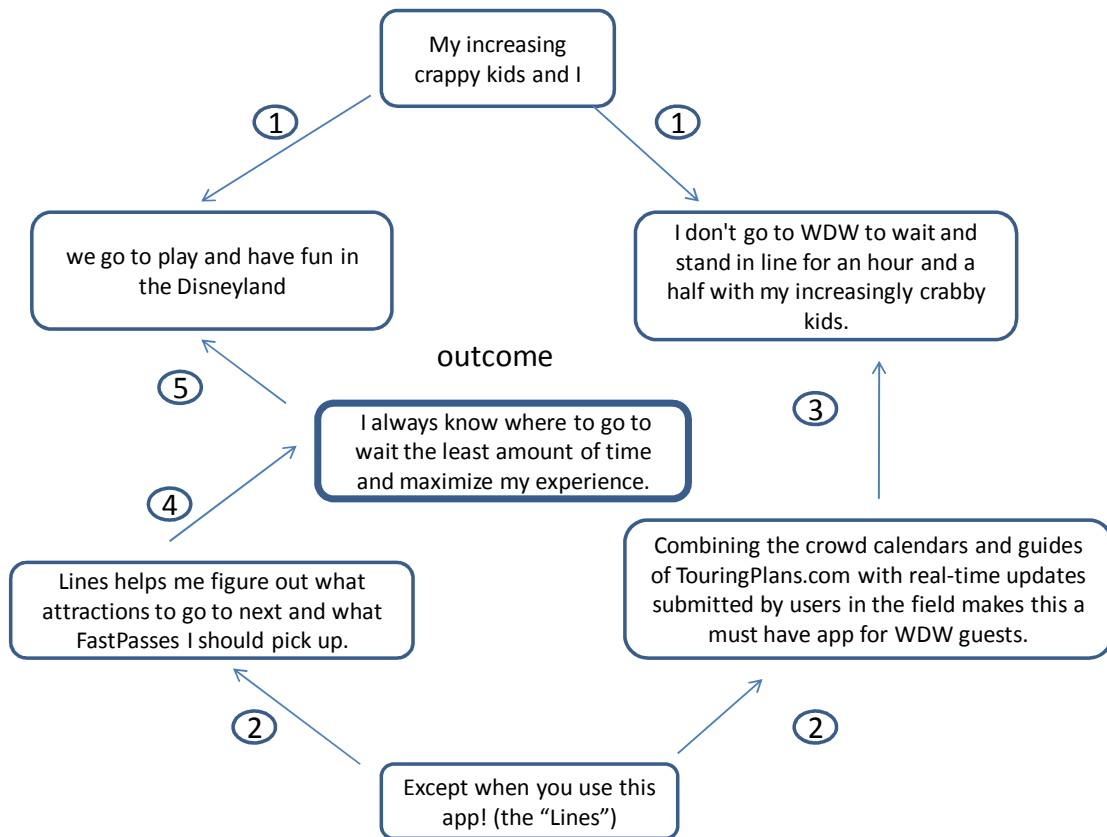 My increasing
crappy kids and I
1
1
we go to play and have fun in
the Disneyland
I don't go to WDW to wait and
stand in line for an hour and a
half with my increasingly crabby
kids.
outcome
5
3
I always know where to go to
wait the least amount of time
and maximize my experience.
4
Lines helps me figure out what
attractions to go to next and what
FastPasses I should pick up.
Combining the crowd calendars and guides
of TouringPlans.com with real-time updates
submitted by users in the field makes this a
must have app for WDW guests.
2
2
Except when you use this
app! (the “Lines”)